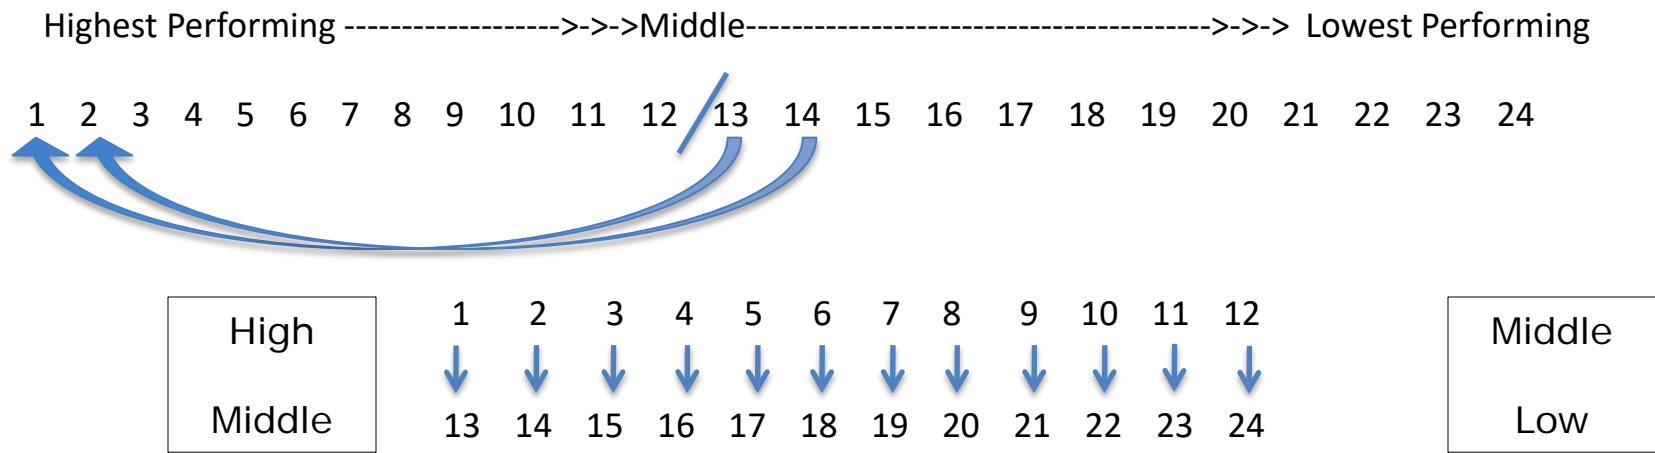 Highest Performing ------------------->->->Middle----------------------------------------->->-> Lowest Performing
1 2 3 4 5 6 7 8 9 10 11 12 13 14 15 16 17 18 19 20 21 22 23 24
High
Middle
1 2 3 4 5 6 7 8 9 10 11 12
13 14 15 16 17 18 19 20 21 22 23 24
Middle
Low